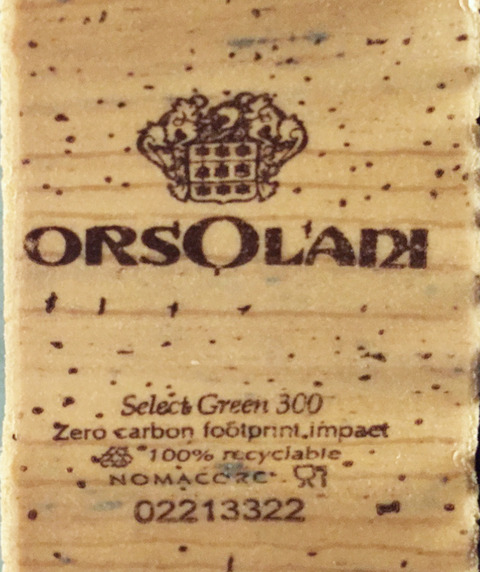 ORSOLANI
Select Green 300
Zero carbon footprint impact
100% recyclable
NOMACORC
02213322